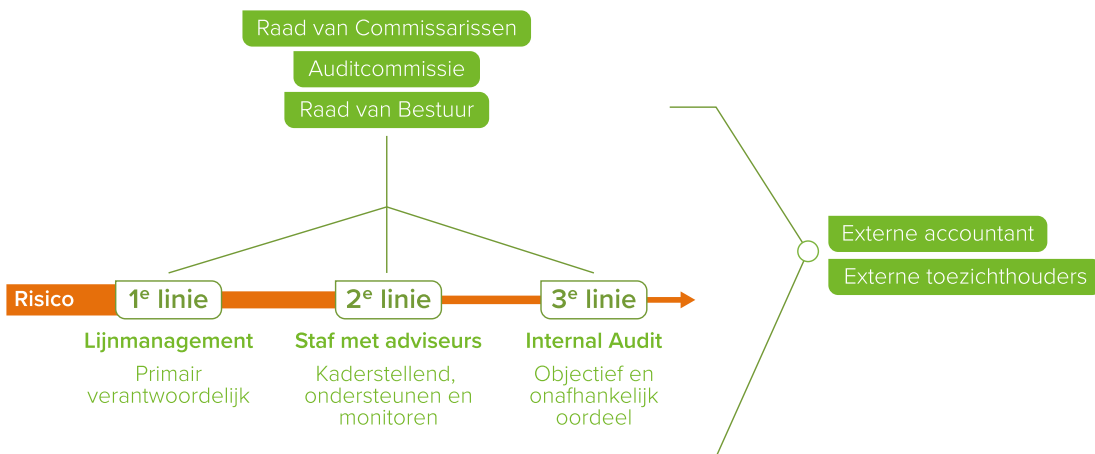 Raad van Commissarissen
Auditcommissie
Raad van Bestuur
Externe accountant
Externe toezichthouders
Risico
1e linie
2e linie
3e linie
Lijnmanagement
Primair
verantwoordelijk
Staf met adviseurs
Kaderstellend,
ondersteunen en
monitoren
Internal Audit
Objectief en
onafhankelijk
oordeel